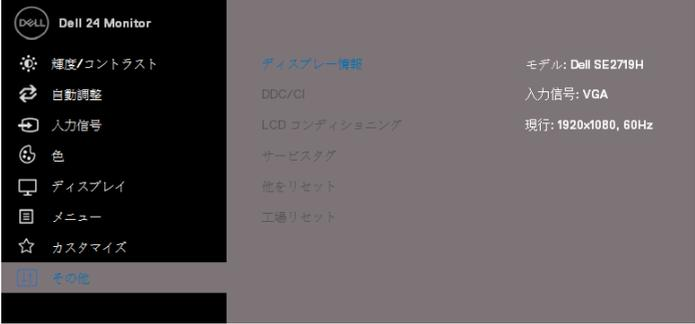 DELL Dell 24 Monitor
輝度/コントラスト
自動調整
入力信号
色
ディスプレイ
メニュー
カスタマイズ
その他
ディスプレー情報
DDC/CI
LCD コンディショニング
サービスタグ
他をリセット
工場リセット
モデル: Dell SE2719H
入力信号: VGA
現行: 1920x1080, 60Hz